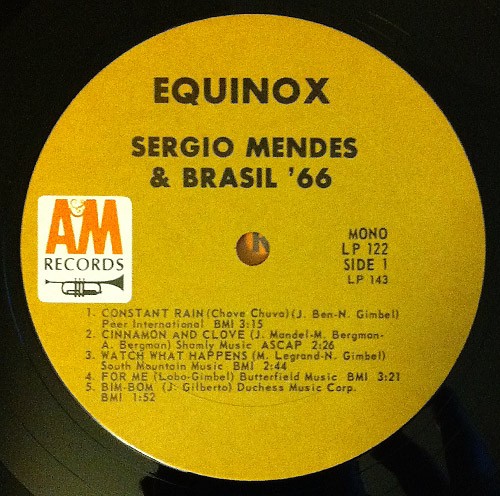 EQUINOX
SERGIO MENDES
& BRASIL '66
A&M
RECORDS
MONO
LP 122
SIDE 1
LP 143
1. CONSTANT RAIN (Chove Chuva) (J. Ben-N. Gimbel)
Peer International BMI 3:15
2. CINNAMON AND CLOVE (J. Mandel-M. Bergman-
A. Bergman) Shamly Music ASCAP 2:26
3. WATCH WHAT HAPPENS (M. Legrand-N. Gimbel)
South Mountain Music BMI 2:44
4. FOR ME (Lobo-Gimbel) Butterfield Music BMI 3:21
5. BIM-BOM (J. Gilberto) Duchess Music Corp.
BMI 1:52